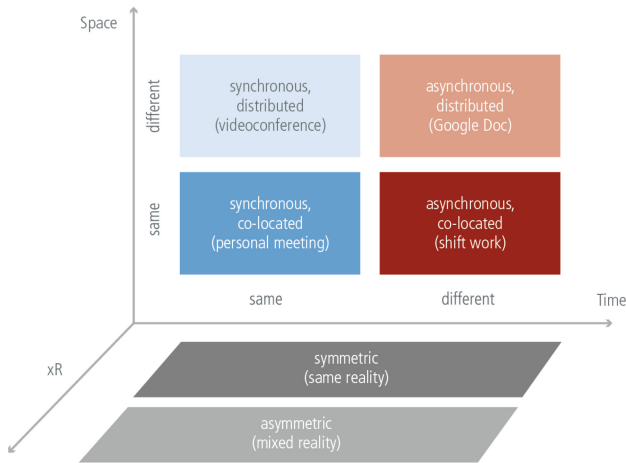 Space
different
synchronous,
distributed
(videoconference)
asynchronous,
distributed
(Google Doc)
same
synchronous,
co-located
(personal meeting)
asynchronous,
co-located
(shift work)
same
different
Time
xR
symmetric
(same reality)
asymmetric
(mixed reality)